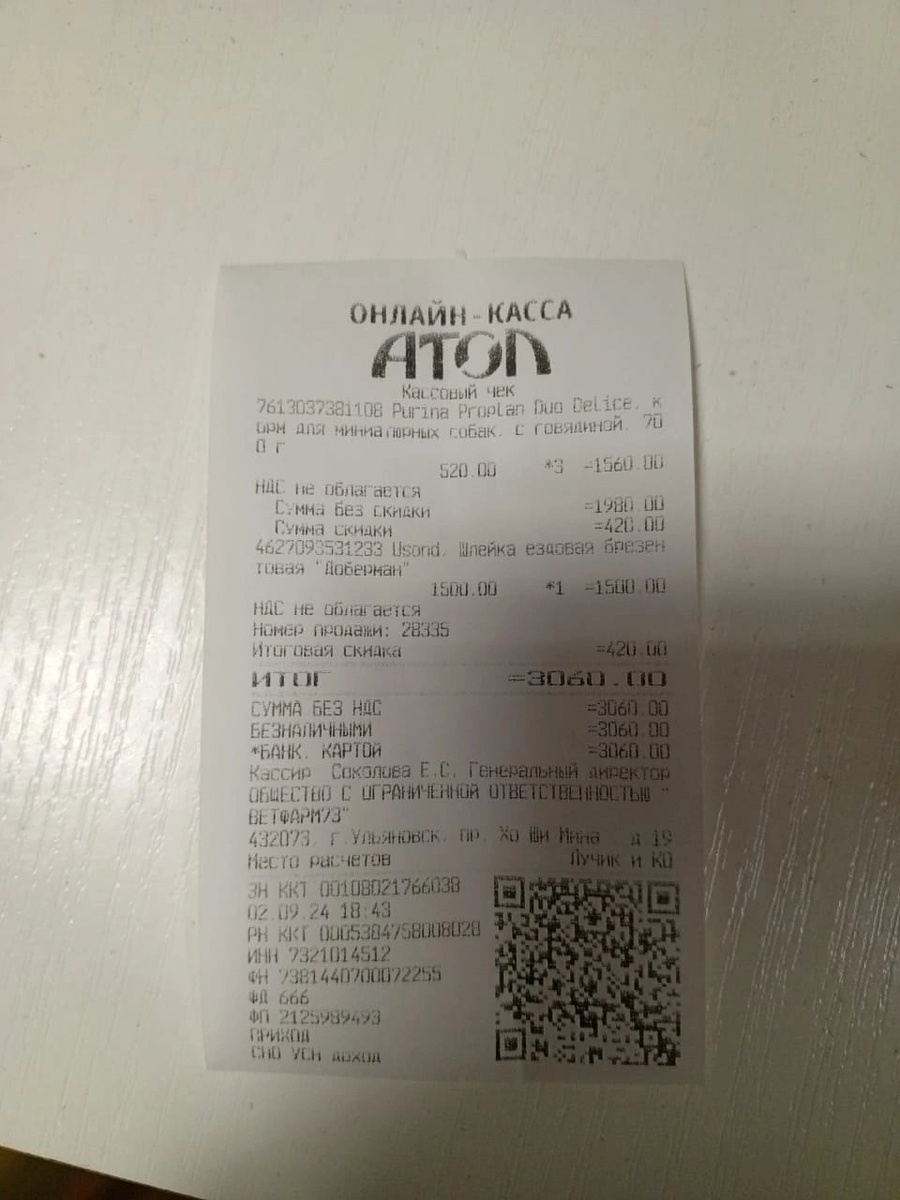 ОНЛАЙН-КАССА
АТОЛ
Кассовый чек
7613037381108 Purina Proplan Duo Delice, к
орм для миниатюрных собак, с говядиной, 70
0 г
520.00 *3 =1560.00
НДС не облагается
Сумма без скидки =1980.00
Сумма скидки =420.00
4627093531233 Usond. Шлейка ездовая брезен
товая "Доберман"
1500.00 *1 =1500.00
НДС не облагается
Номер продажи: 28335
Итоговая скидка =420.00
ИТОГ =3060.00
СУММА БЕЗ НДС =3060.00
БЕЗНАЛИЧНЫМИ =3060.00
*БАНК. КАРТОЙ =3060.00
Кассир Соколова Е.С. Генеральный директор
ОБЩЕСТВО С ОГРАНИЧЕННОЙ ОТВЕТСТВЕННОСТЬЮ "
ВЕТФАРМ73"
432073, г.Ульяновск, пр. Хо Ши Мина, д 19
Место расчетов Лучик и КО
ЗН ККТ 00108021766038
02.09.24 18:43
РН ККТ 0005384758008020
ИНН 7321014512
ФН 7381440700072255
ФД 666
ФП 2125989493
ПРИХОД
СНО УСН доход